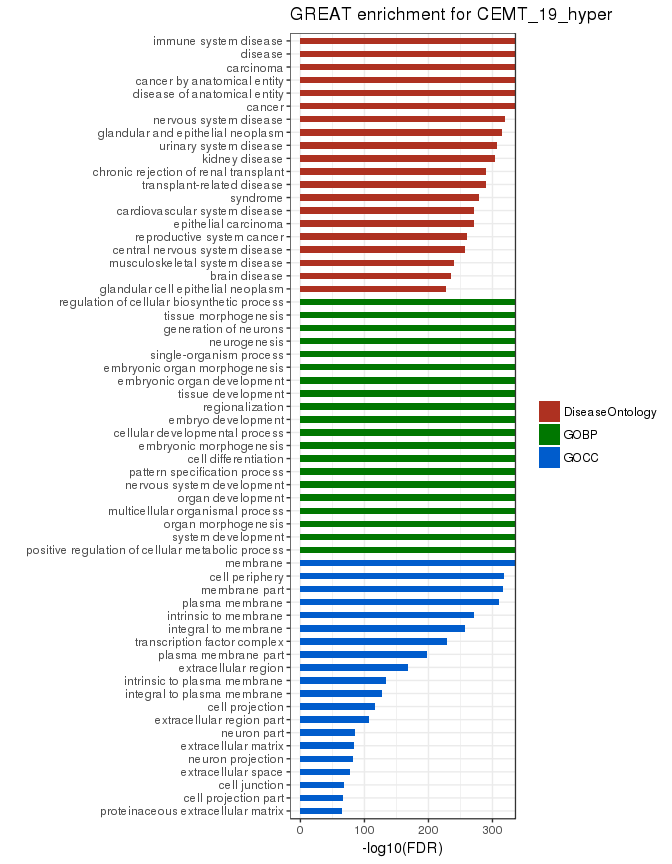 GREAT enrichment for CEMT_19_hyper
immune system disease
disease
carcinoma
cancer by anatomical entity
disease of anatomical entity
cancer
nervous system disease
glandular and epithelial neoplasm
urinary system disease
kidney disease
chronic rejection of renal transplant
transplant-related disease
syndrome
cardiovascular system disease
epithelial carcinoma
reproductive system cancer
central nervous system disease
musculoskeletal system disease
brain disease
glandular cell epithelial neoplasm
regulation of cellular biosynthetic process
tissue morphogenesis
generation of neurons
neurogenesis
single-organism process
embryonic organ morphogenesis
embryonic organ development
tissue development
regionalization
embryo development
cellular developmental process
embryonic morphogenesis
cell differentiation
pattern specification process
nervous system development
organ development
multicellular organismal process
organ morphogenesis
system development
positive regulation of cellular metabolic process
membrane
cell periphery
membrane part
plasma membrane
intrinsic to membrane
integral to membrane
transcription factor complex
plasma membrane part
extracellular region
intrinsic to plasma membrane
integral to plasma membrane
cell projection
extracellular region part
neuron part
extracellular matrix
neuron projection
extracellular space
cell junction
cell projection part
proteinaceous extracellular matrix
0 100 200 300
-log10(FDR)
DiseaseOntology
GOBP
GOCC